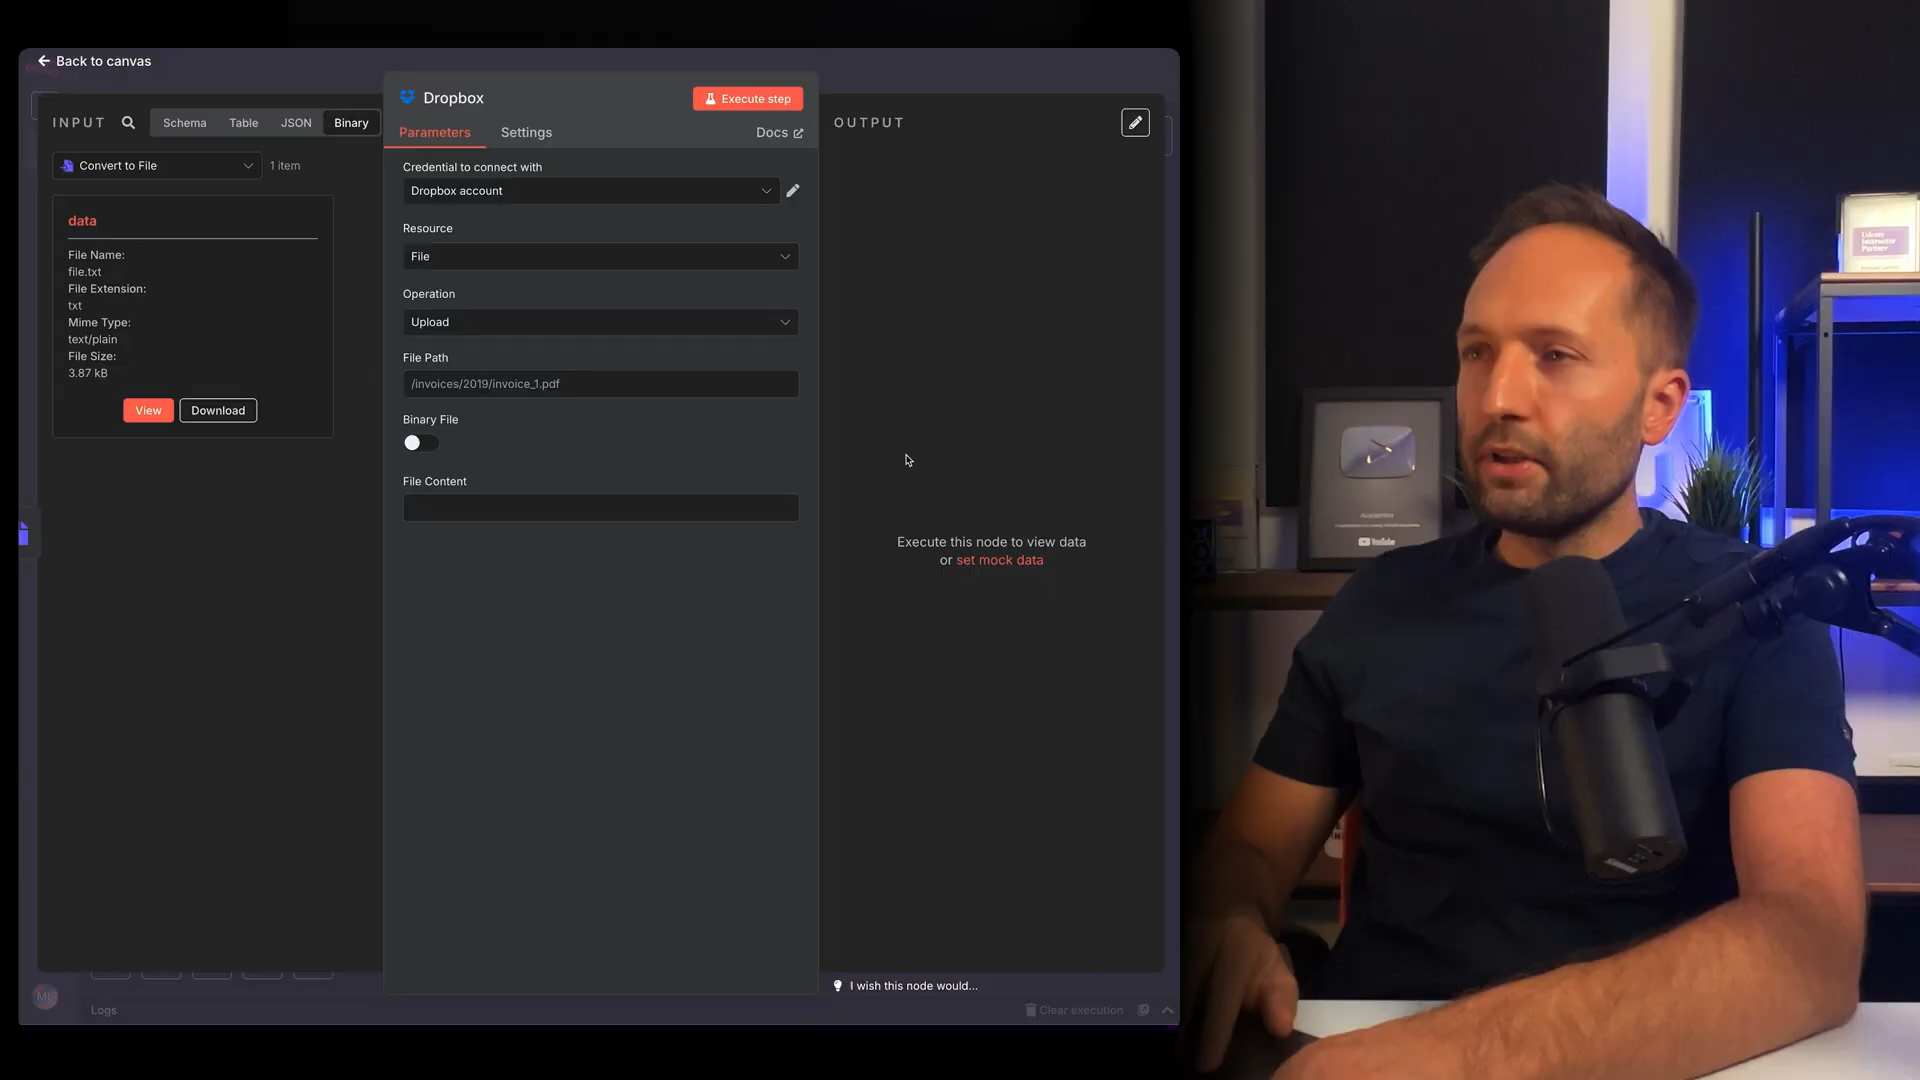 Back to canvas
INPUT
Schema
Table
JSON
Binary
Convert to File
1 item
data
File Name:
file.txt
File Extension:
txt
Mime Type:
text/plain
File Size:
3.87 kB
View
Download
Dropbox
Execute step
Parameters
Settings
Docs
Credential to connect with
Dropbox account
Resource
File
Operation
Upload
File Path
/invoices/2019/invoice_1.pdf
Binary File
File Content
OUTPUT
Execute this node to view data
or set mock data
I wish this node would...
Logs
Clear execution
Udemy
Instructor
Partner
YouTube